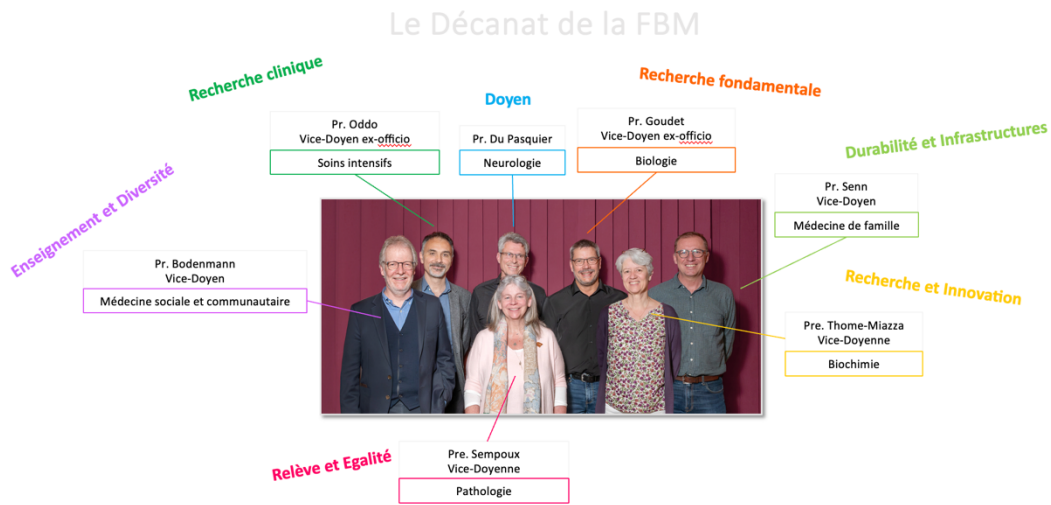 Le Décanat de la FBM
Recherche clinique
Pr. Oddo
Vice-Doyen ex-officio
Soins intensifs
Doyen
Pr. Du Pasquier
Neurologie
Recherche fondamentale
Pr. Goudet
Vice-Doyen ex-officio
Biologie
Durabilité et Infrastructures
Pr. Senn
Vice-Doyen
Médecine de famille
Enseignement et Diversité
Pr. Bodenmann
Vice-Doyen
Médecine sociale et communautaire
Recherche et Innovation
Pre. Thome-Miazza
Vice-Doyenne
Biochimie
Relève et Egalité
Pre. Sempoux
Vice-Doyenne
Pathologie